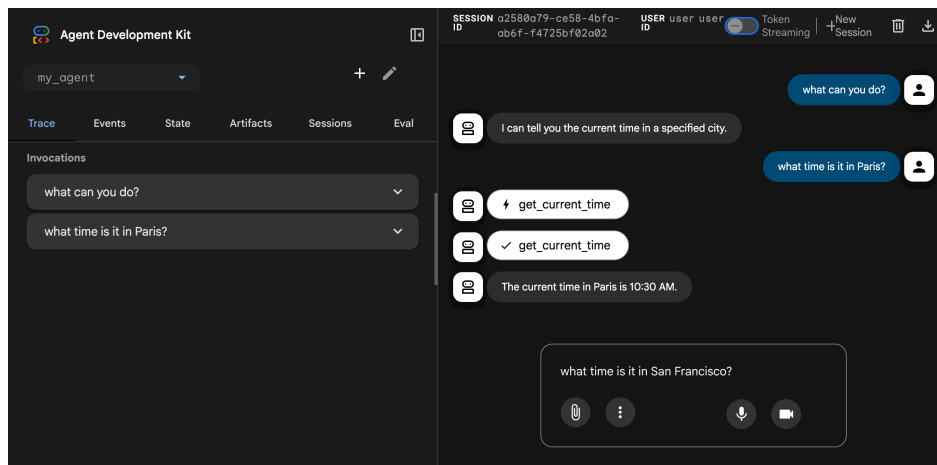 Agent Development Kit
my_agent
Trace Events State Artifacts Sessions Eval
Invocations
what can you do?
what time is it in Paris?
SESSION ID a2580a79-ce58-4bfa-
ab6f-f4725bf02a02
USER ID user user
Token
Streaming
New
Session
what can you do?
I can tell you the current time in a specified city.
what time is it in Paris?
get_current_time
get_current_time
The current time in Paris is 10:30 AM.
what time is it in San Francisco?